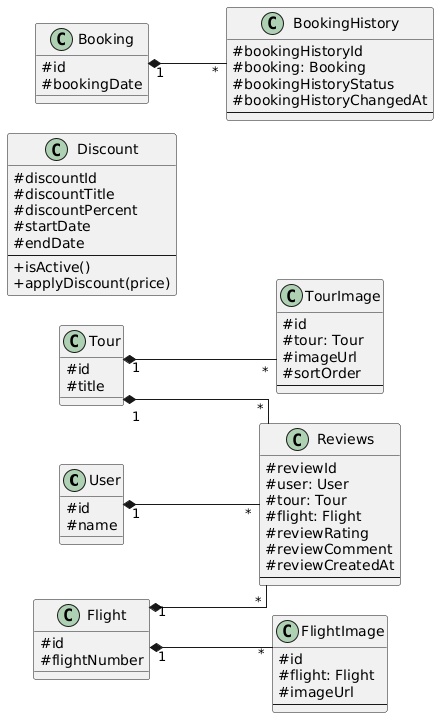 C Booking
#id
#bookingDate
1
*
C BookingHistory
#bookingHistoryId
#booking: Booking
#bookingHistoryStatus
#bookingHistoryChangedAt
C Discount
#discountId
#discountTitle
#discountPercent
#startDate
#endDate
+isActive()
+applyDiscount(price)
C Tour
#id
#title
1
*
1
*
C TourImage
#id
#tour: Tour
#imageUrl
#sortOrder
C User
#id
#name
1
*
C Reviews
#reviewId
#user: User
#tour: Tour
#flight: Flight
#reviewRating
#reviewComment
#reviewCreatedAt
C Flight
#id
#flightNumber
1
*
1
*
C FlightImage
#id
#flight: Flight
#imageUrl